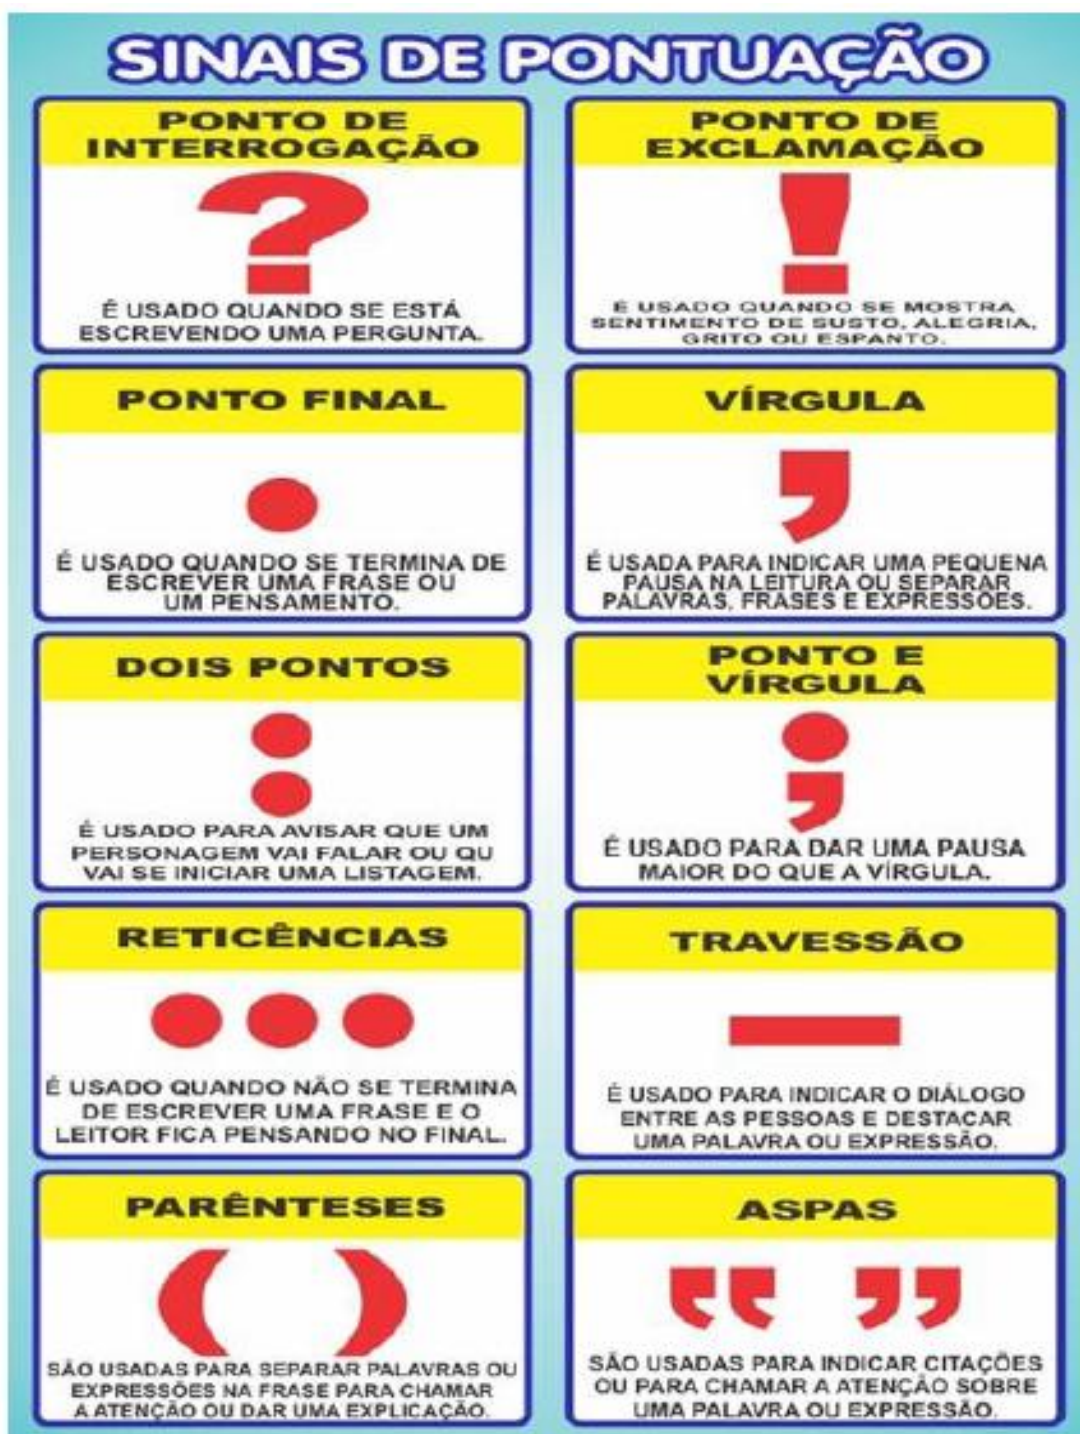 SINAIS DE PONTUAÇÃO
PONTO DE
INTERROGAÇÃO
?
É USADO QUANDO SE ESTÁ
ESCREVENDO UMA PERGUNTA.
PONTO DE
EXCLAMAÇÃO
!
É USADO QUANDO SE MOSTRA
SENTIMENTO DE SUSTO, ALEGRIA,
GRITO OU ESPANTO.
PONTO FINAL
.
É USADO QUANDO SE TERMINA DE
ESCREVER UMA FRASE OU
UM PENSAMENTO.
VÍRGULA
,
É USADA PARA INDICAR UMA PEQUENA
PAUSA NA LEITURA OU SEPARAR
PALAVRAS, FRASES E EXPRESSÕES.
DOIS PONTOS
:
É USADO PARA AVISAR QUE UM
PERSONAGEM VAI FALAR OU QU
VAI SE INICIAR UMA LISTAGEM.
PONTO E
VÍRGULA
;
É USADO PARA DAR UMA PAUSA
MAIOR DO QUE A VÍRGULA.
RETICÊNCIAS
...
É USADO QUANDO NÃO SE TERMINA
DE ESCREVER UMA FRASE E O
LEITOR FICA PENSANDO NO FINAL.
TRAVESSÃO
—
É USADO PARA INDICAR O DIÁLOGO
ENTRE AS PESSOAS E DESTACAR
UMA PALAVRA OU EXPRESSÃO.
PARÊNTESES
( )
SÃO USADAS PARA SEPARAR PALAVRAS OU
EXPRESSÕES NA FRASE PARA CHAMAR
A ATENÇÃO OU DAR UMA EXPLICAÇÃO.
ASPAS
“ ”
SÃO USADAS PARA INDICAR CITAÇÕES
OU PARA CHAMAR A ATENÇÃO SOBRE
UMA PALAVRA OU EXPRESSÃO.